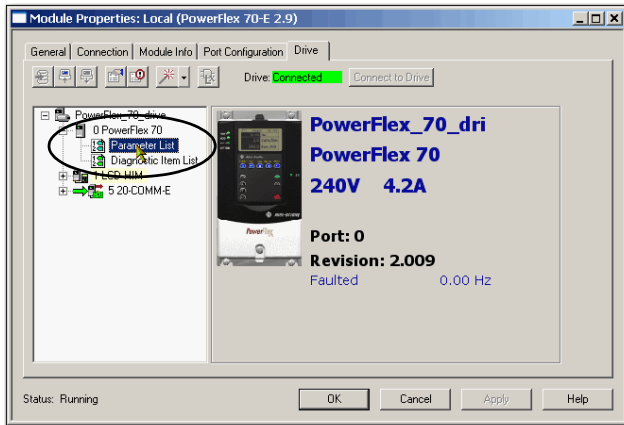 Module Properties: Local (PowerFlex 70-E 2.9)
General
Connection
Module Info
Port Configuration
Drive
Drive: Connected
Connect to Drive
PowerFlex_70_drive
0 PowerFlex 70
Parameter List
Diagnostic Item List
1 LCD HIM
5 20-COMM-E
PowerFlex
PowerFlex_70_dri
PowerFlex 70
240V 4.2A
Port: 0
Revision: 2.009
Faulted 0.00 Hz
Status: Running
OK
Cancel
Apply
Help